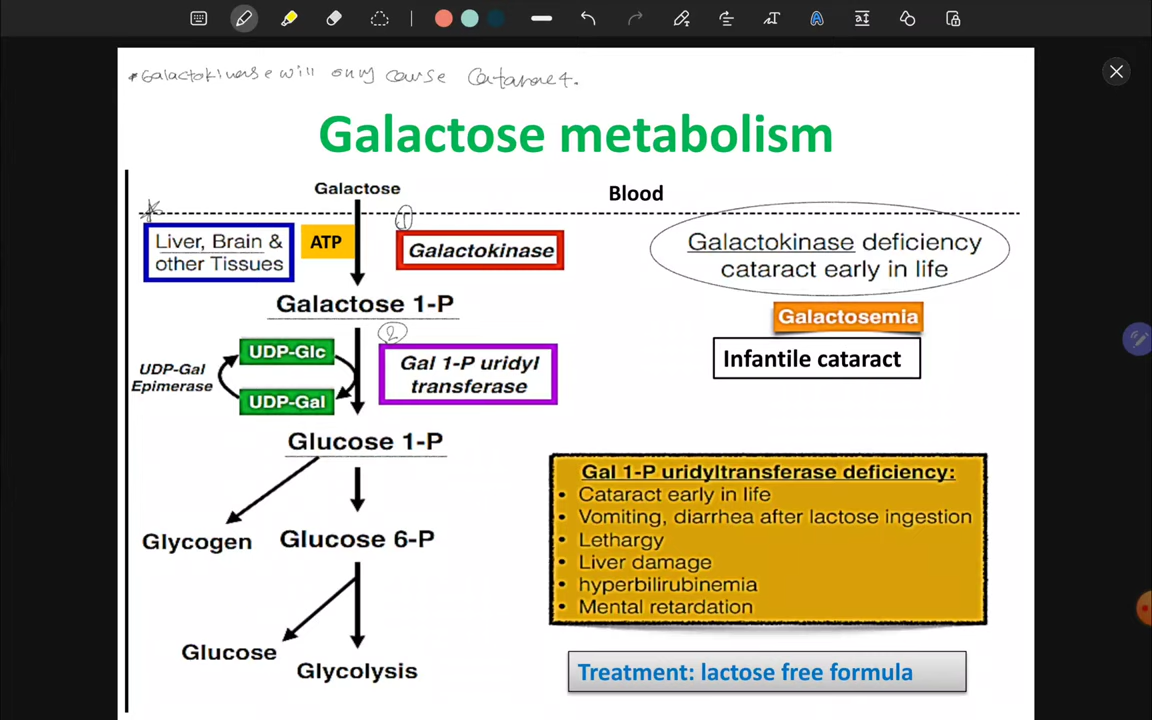 *Galactokinase will only cause Cataract.
Galactose metabolism
Galactose
Blood
Liver, Brain &
other Tissues
ATP
1
Galactokinase
Galactokinase deficiency
cataract early in life
Galactose 1-P
Galactosemia
2
UDP-Glc
Gal 1-P uridyl
transferase
Infantile cataract
UDP-Gal
Epimerase
UDP-Gal
Glucose 1-P
Gal 1-P uridyltransferase deficiency:
• Cataract early in life
• Vomiting, diarrhea after lactose ingestion
• Lethargy
• Liver damage
• hyperbilirubinemia
• Mental retardation
Glycogen
Glucose 6-P
Glucose
Glycolysis
Treatment: lactose free formula